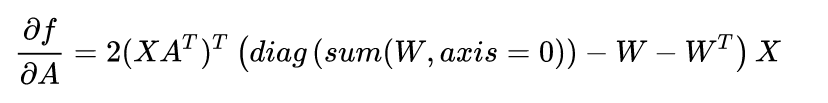 ∂f/∂A = 2(XA^T)^T (diag(sum(W, axis = 0)) − W − W^T) X